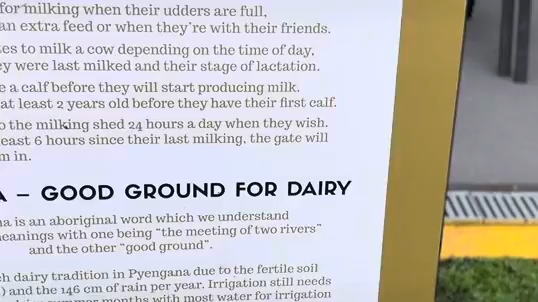 for milking when their udders are full,
an extra feed or when they're with their friends.
to milk a cow depending on the time of day,
they were last milked and their stage of lactation.
a calf before they will start producing milk.
at least 2 years old before they have their first calf.
to the milking shed 24 hours a day when they wish.
least 6 hours since their last milking, the gate will
in.
– GOOD GROUND FOR DAIRY
is an aboriginal word which we understand
meanings with one being "the meeting of two rivers"
and the other "good ground".
dairy tradition in Pyengana due to the fertile soil
) and the 146 cm of rain per year. Irrigation still needs
summer months with most water for irrigation